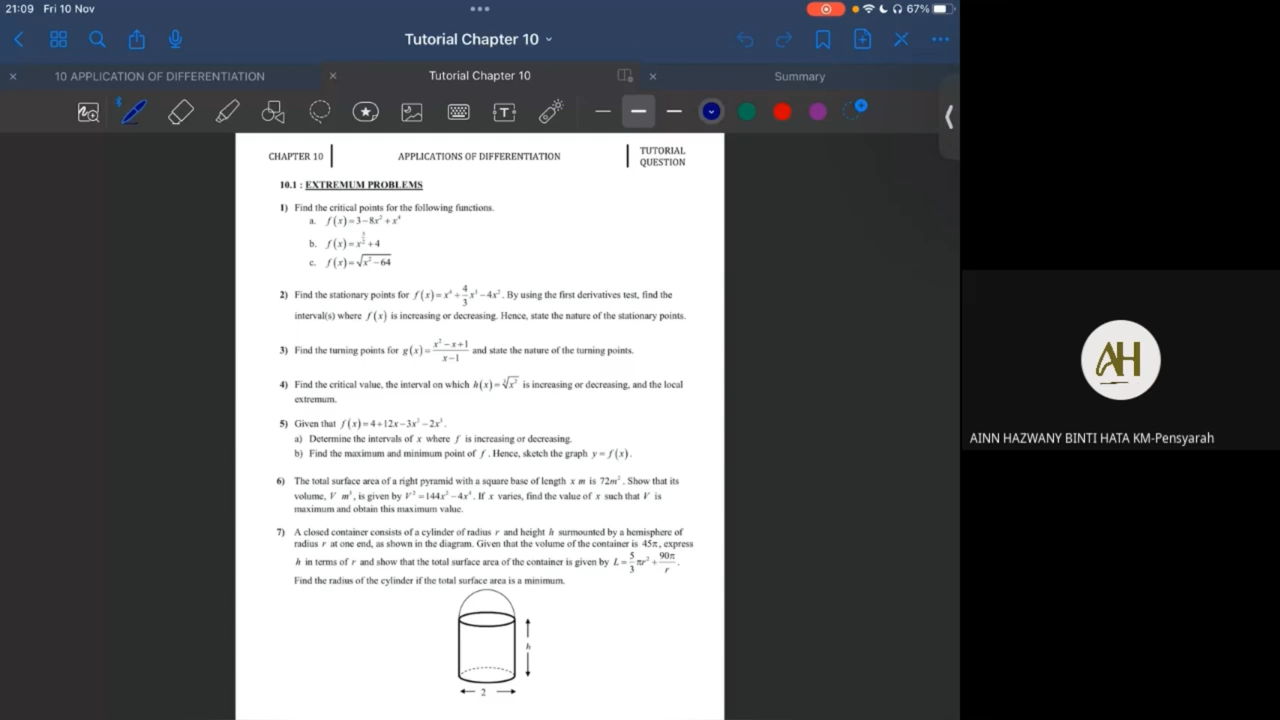 21:09 Fri 10 Nov
67%
Tutorial Chapter 10
10 APPLICATION OF DIFFERENTIATION
Tutorial Chapter 10
Summary
CHAPTER 10
APPLICATIONS OF DIFFERENTIATION
TUTORIAL
QUESTION
10.1 : EXTREMUM PROBLEMS
1) Find the critical points for the following functions.
a. f(x)=3−8x²+x⁴
b.
c. f(x)=√(x²−64)
2) Find the stationary points for f(x)=x⁴+4/3x³−4x². By using the first derivatives test, find the
interval(s) where f(x) is increasing or decreasing. Hence, state the nature of the stationary points.
3) Find the turning points for g(x)=(x²−x+1)/(x−1) and state the nature of the turning points.
4) Find the critical value, the interval on which h(x)= is increasing or decreasing, and the local
extremum.
5) Given that f(x)=4+12x−3x²−2x³.
a) Determine the intervals of x where f is increasing or decreasing.
b) Find the maximum and minimum point of f. Hence, sketch the graph y=f(x).
6) The total surface area of a right pyramid with a square base of length x m is 72m². Show that its
volume, V m³, is given by V²=144x²−4x⁴. If x varies, find the value of x such that V is
maximum and obtain this maximum value.
7) A closed container consists of a cylinder of radius r and height h surmounted by a hemisphere of
radius r at one end, as shown in the diagram. Given that the volume of the container is 45π, express
h in terms of r and show that the total surface area of the container is given by L=5/3πr²+90π/r.
Find the radius of the cylinder if the total surface area is a minimum.
h
2
AH
AINN HAZWANY BINTI HATA KM-Pensyarah